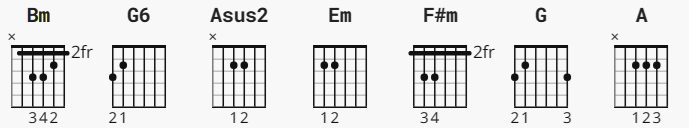 Bm G6 Asus2 Em F#m G A
× × ×
2fr 2fr
342 21 12 12 34 21 3 123